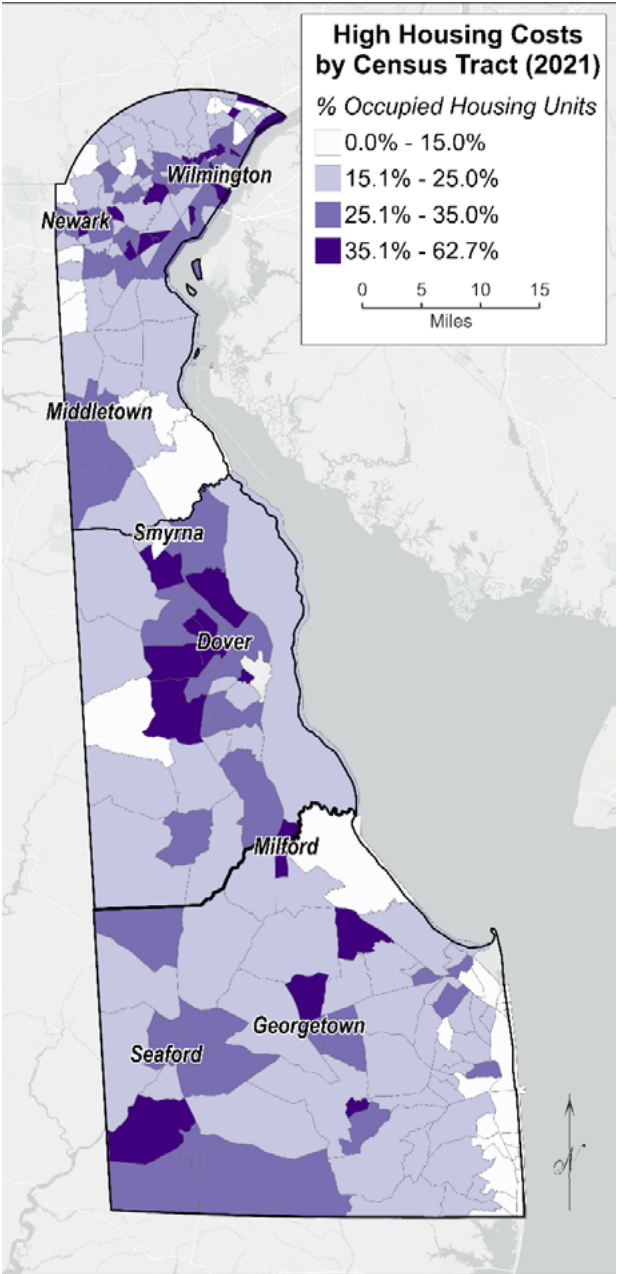 High Housing Costs
by Census Tract (2021)
% Occupied Housing Units
0.0% - 15.0%
15.1% - 25.0%
25.1% - 35.0%
35.1% - 62.7%
0 5 10 15
Miles
Wilmington
Newark
Middletown
Smyrna
Dover
Milford
Georgetown
Seaford